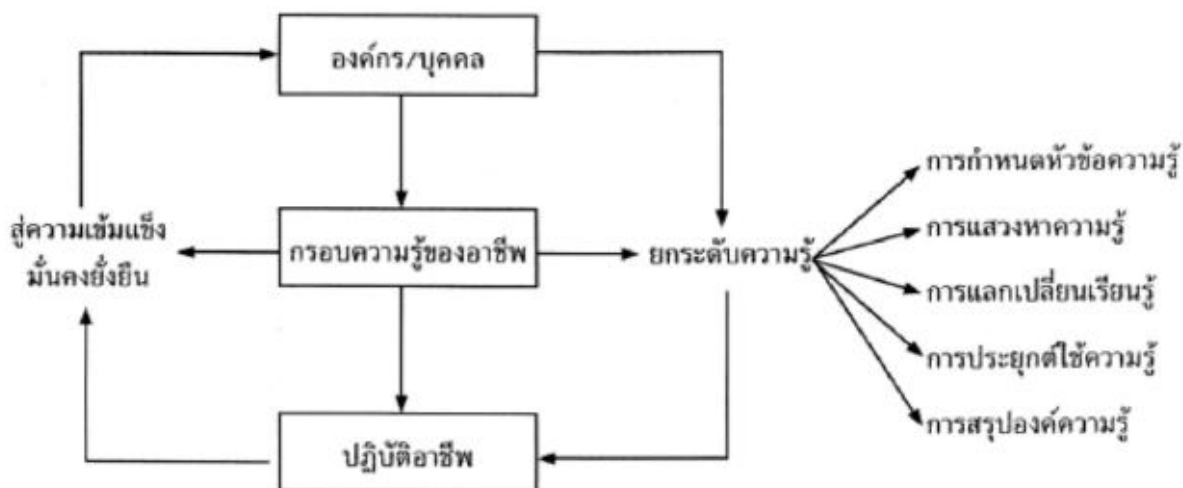 องค์กร/บุคคล
การกำหนดหัวข้อความรู้
การแสวงหาความรู้
สู่ความเข้มแข็ง
มั่นคงยั่งยืน
กรอบความรู้ของอาชีพ
ยกระดับความรู้
การแลกเปลี่ยนเรียนรู้
การประยุกต์ใช้ความรู้
การสรุปองค์ความรู้
ปฏิบัติอาชีพ